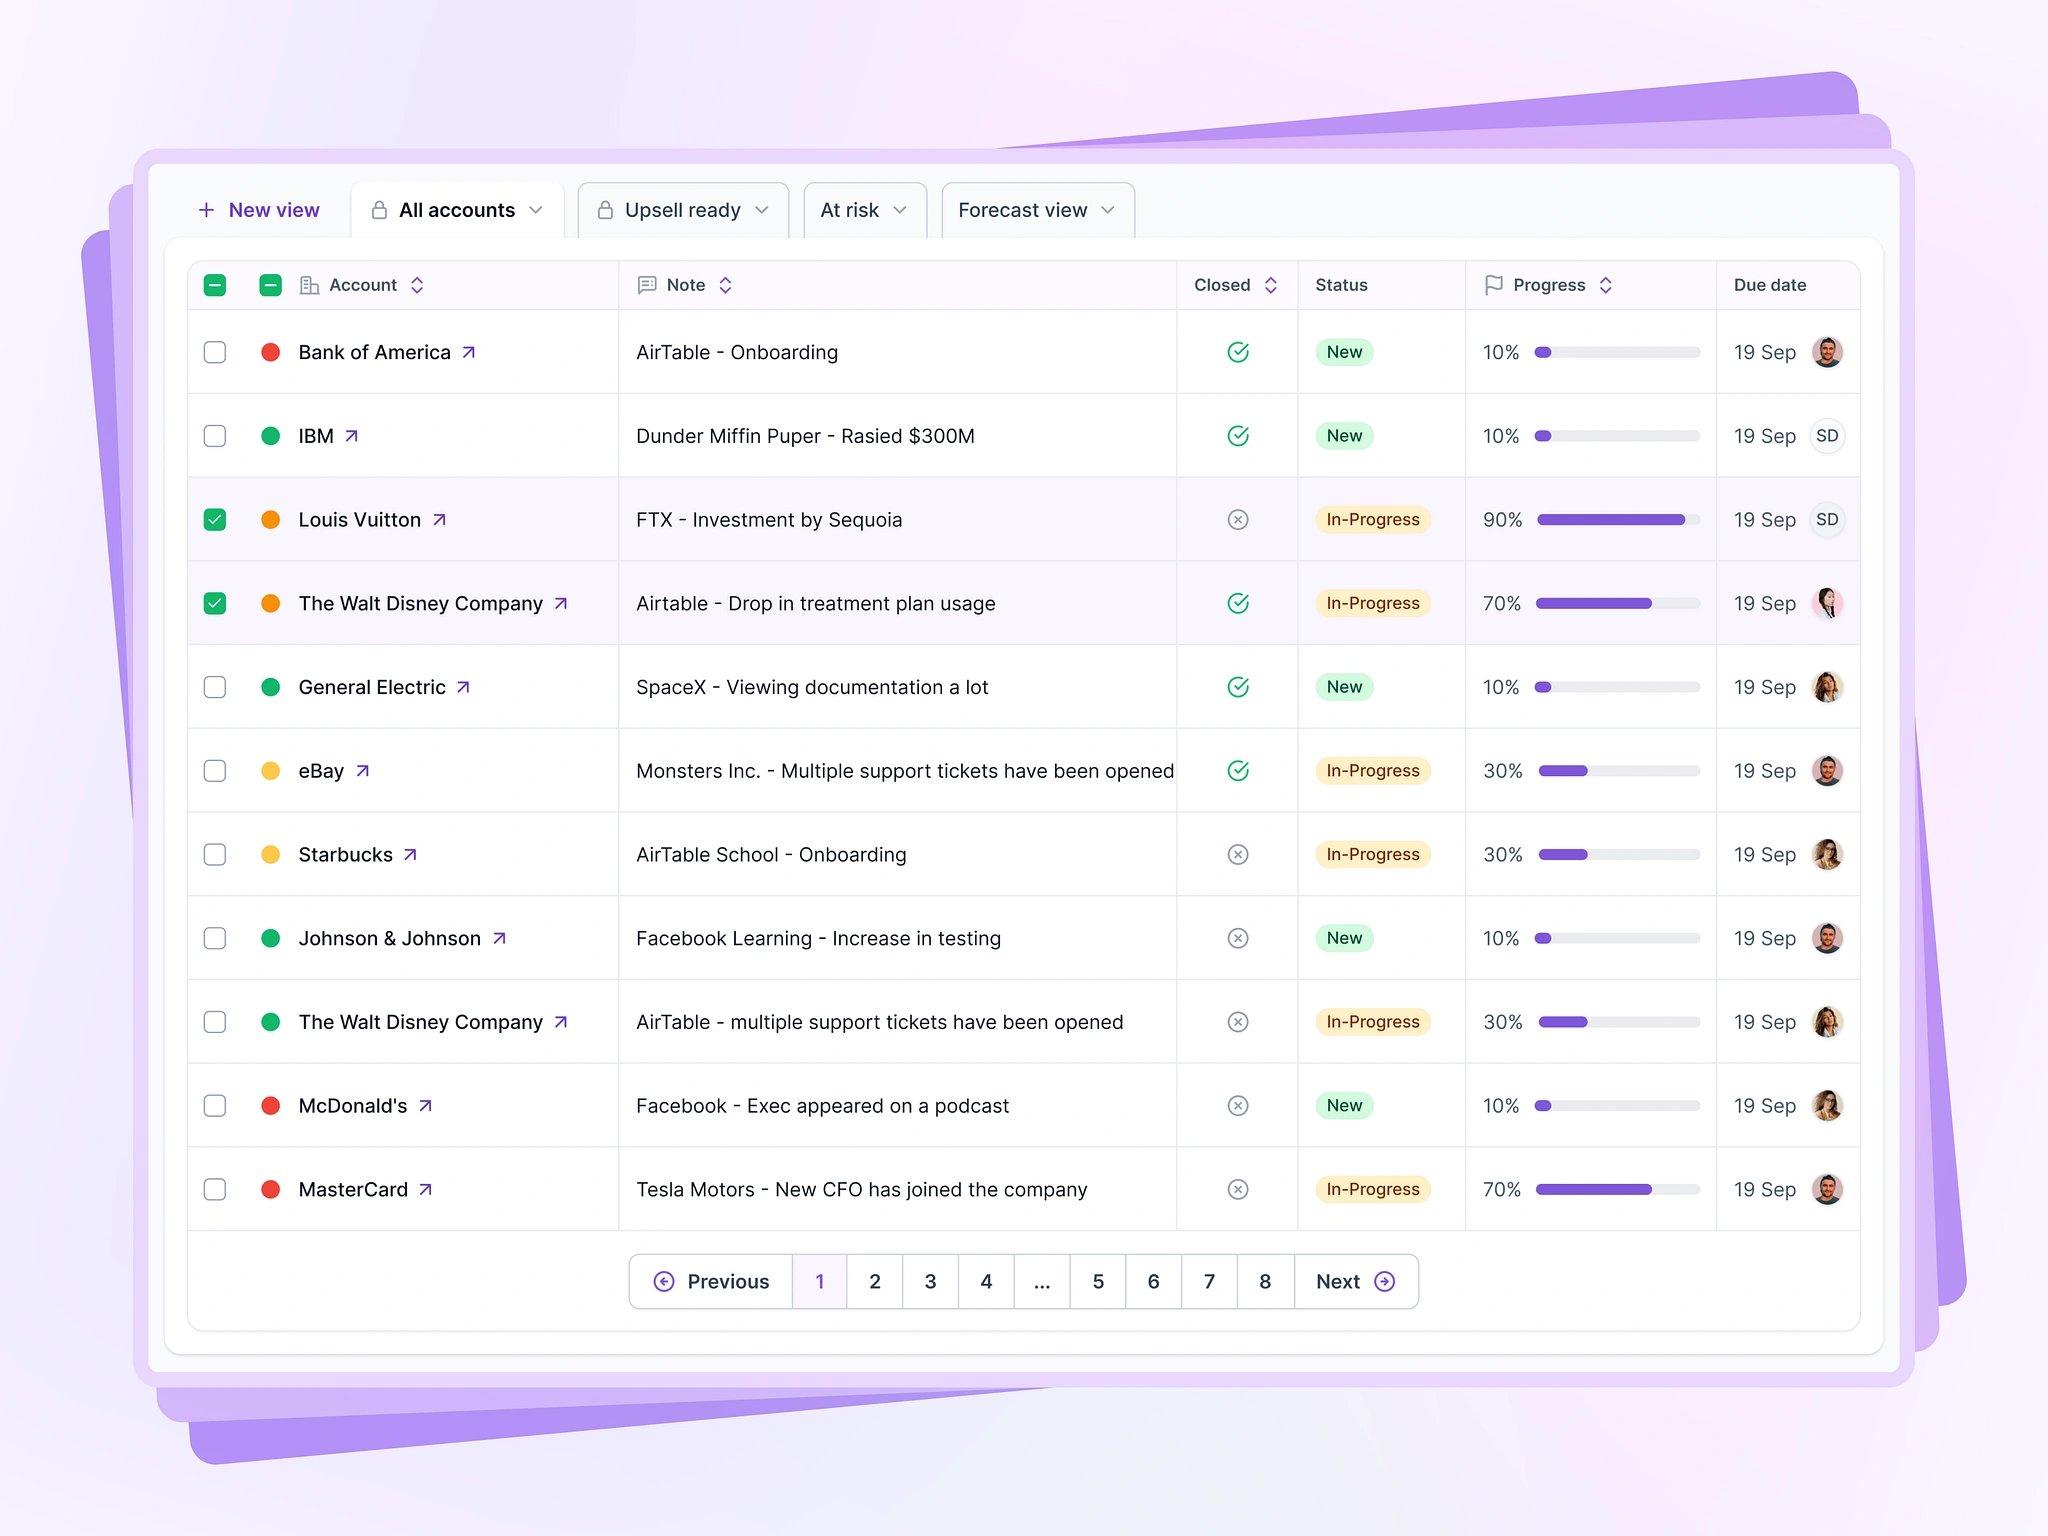 New view All accounts Upsell ready At risk Forecast view
Account Note Closed Status Progress Due date
Bank of America AirTable - Onboarding New 10% 19 Sep
IBM Dunder Miffin Puper - Rasied $300M New 10% 19 Sep SD
Louis Vuitton FTX - Investment by Sequoia In-Progress 90% 19 Sep SD
The Walt Disney Company Airtable - Drop in treatment plan usage In-Progress 70% 19 Sep
General Electric SpaceX - Viewing documentation a lot New 10% 19 Sep
eBay Monsters Inc. - Multiple support tickets have been opened In-Progress 30% 19 Sep
Starbucks AirTable School - Onboarding In-Progress 30% 19 Sep
Johnson & Johnson Facebook Learning - Increase in testing New 10% 19 Sep
The Walt Disney Company AirTable - multiple support tickets have been opened In-Progress 30% 19 Sep
McDonald's Facebook - Exec appeared on a podcast New 10% 19 Sep
MasterCard Tesla Motors - New CFO has joined the company In-Progress 70% 19 Sep
Previous 1 2 3 4 ... 5 6 7 8 Next